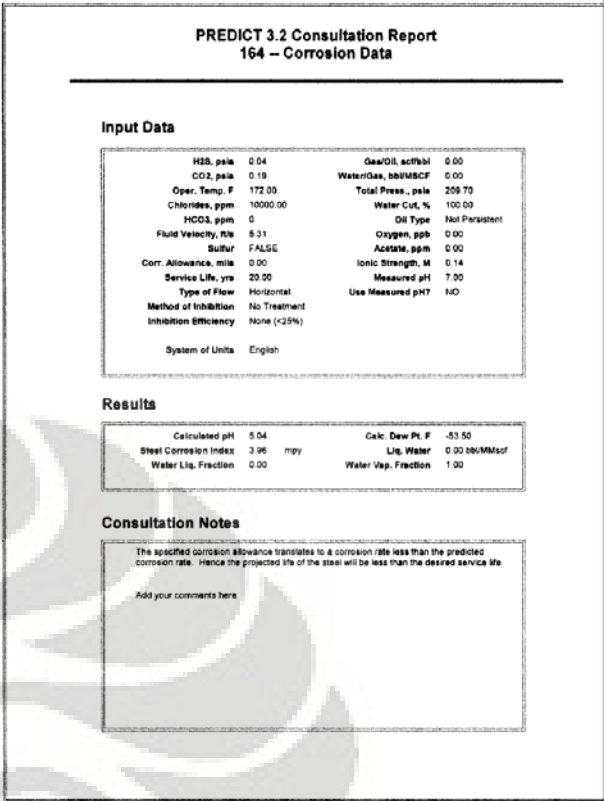 PREDICT 3.2 Consultation Report
164 -- Corrosion Data
Input Data
H2S, psia 0.04 Gas/Oil, scf/bbl 0.00
CO2, psia 0.19 Water/Gas, bbl/MSCF 0.00
Oper. Temp. F 172.00 Total Press., psia 209.70
Chlorides, ppm 10000.00 Water Cut, % 100.00
HCO3, ppm 0 Oil Type Not Persistent
Fluid Velocity, ft/s 5.31 Oxygen, ppb 0.00
Sulfur FALSE Acetate, ppm 0.00
Corr. Allowance, mils 0.00 Ionic Strength, M 0.14
Service Life, yrs 20.00 Measured pH 7.00
Type of Flow Horizontal Use Measured pH? NO
Method of Inhibition No Treatment
Inhibition Efficiency None (<25%)
System of Units English
Results
Calculated pH 5.04 Calc. Dew Pt. F -53.50
Steel Corrosion Index 3.96 mpy Liq. Water 0.00 bbl/MMscf
Water Liq. Fraction 0.00 Water Vap. Fraction 1.00
Consultation Notes
The specified corrosion allowance translates to a corrosion rate less than the predicted
corrosion rate. Hence the projected life of the steel will be less than the desired service life.
Add your comments here